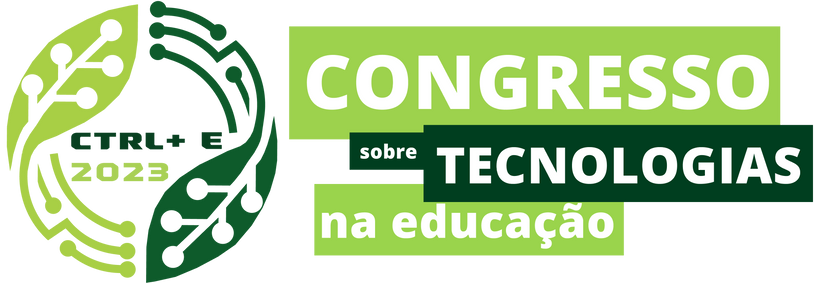 CTRL+ E
2023
CONGRESSO
sobre TECNOLOGIAS
na educação